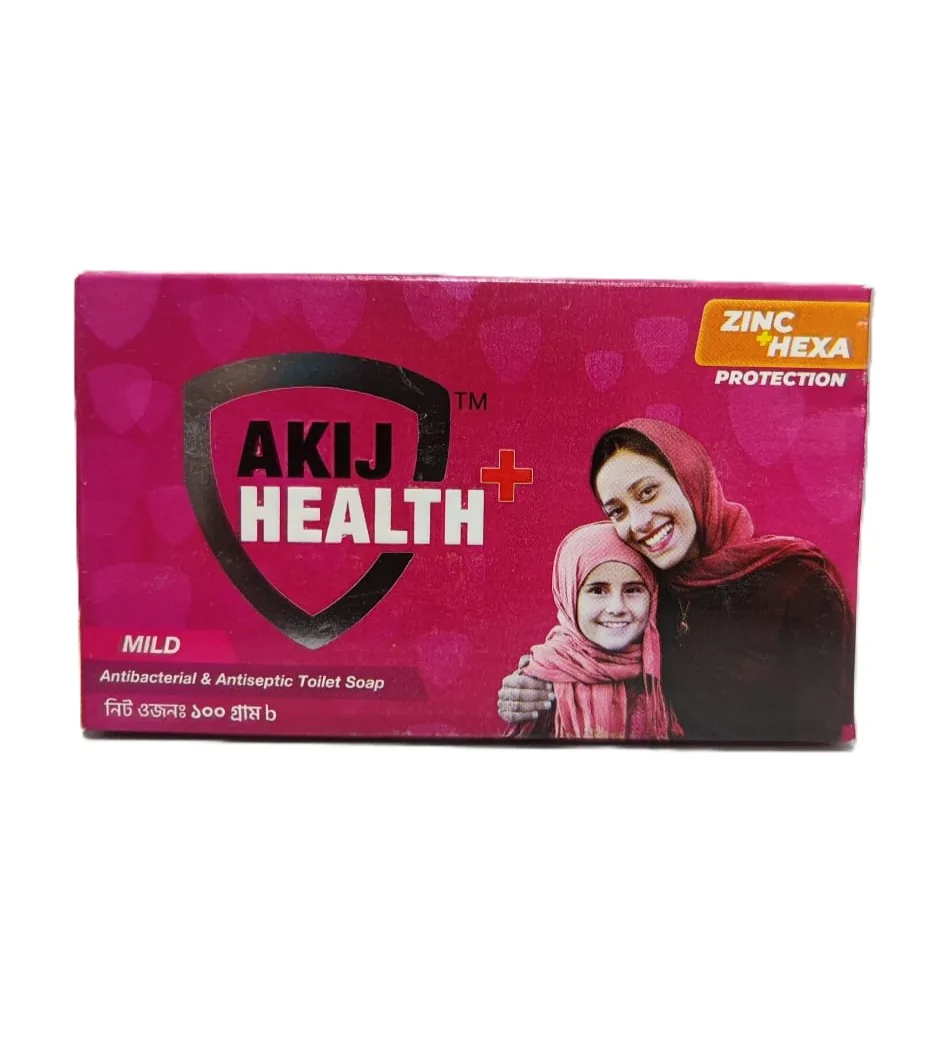 ZINC
+HEXA
PROTECTION
AKIJ
TM
HEALTH+
MILD
Antibacterial & Antiseptic Toilet Soap
নিট ওজনঃ ১০০ গ্রাম b